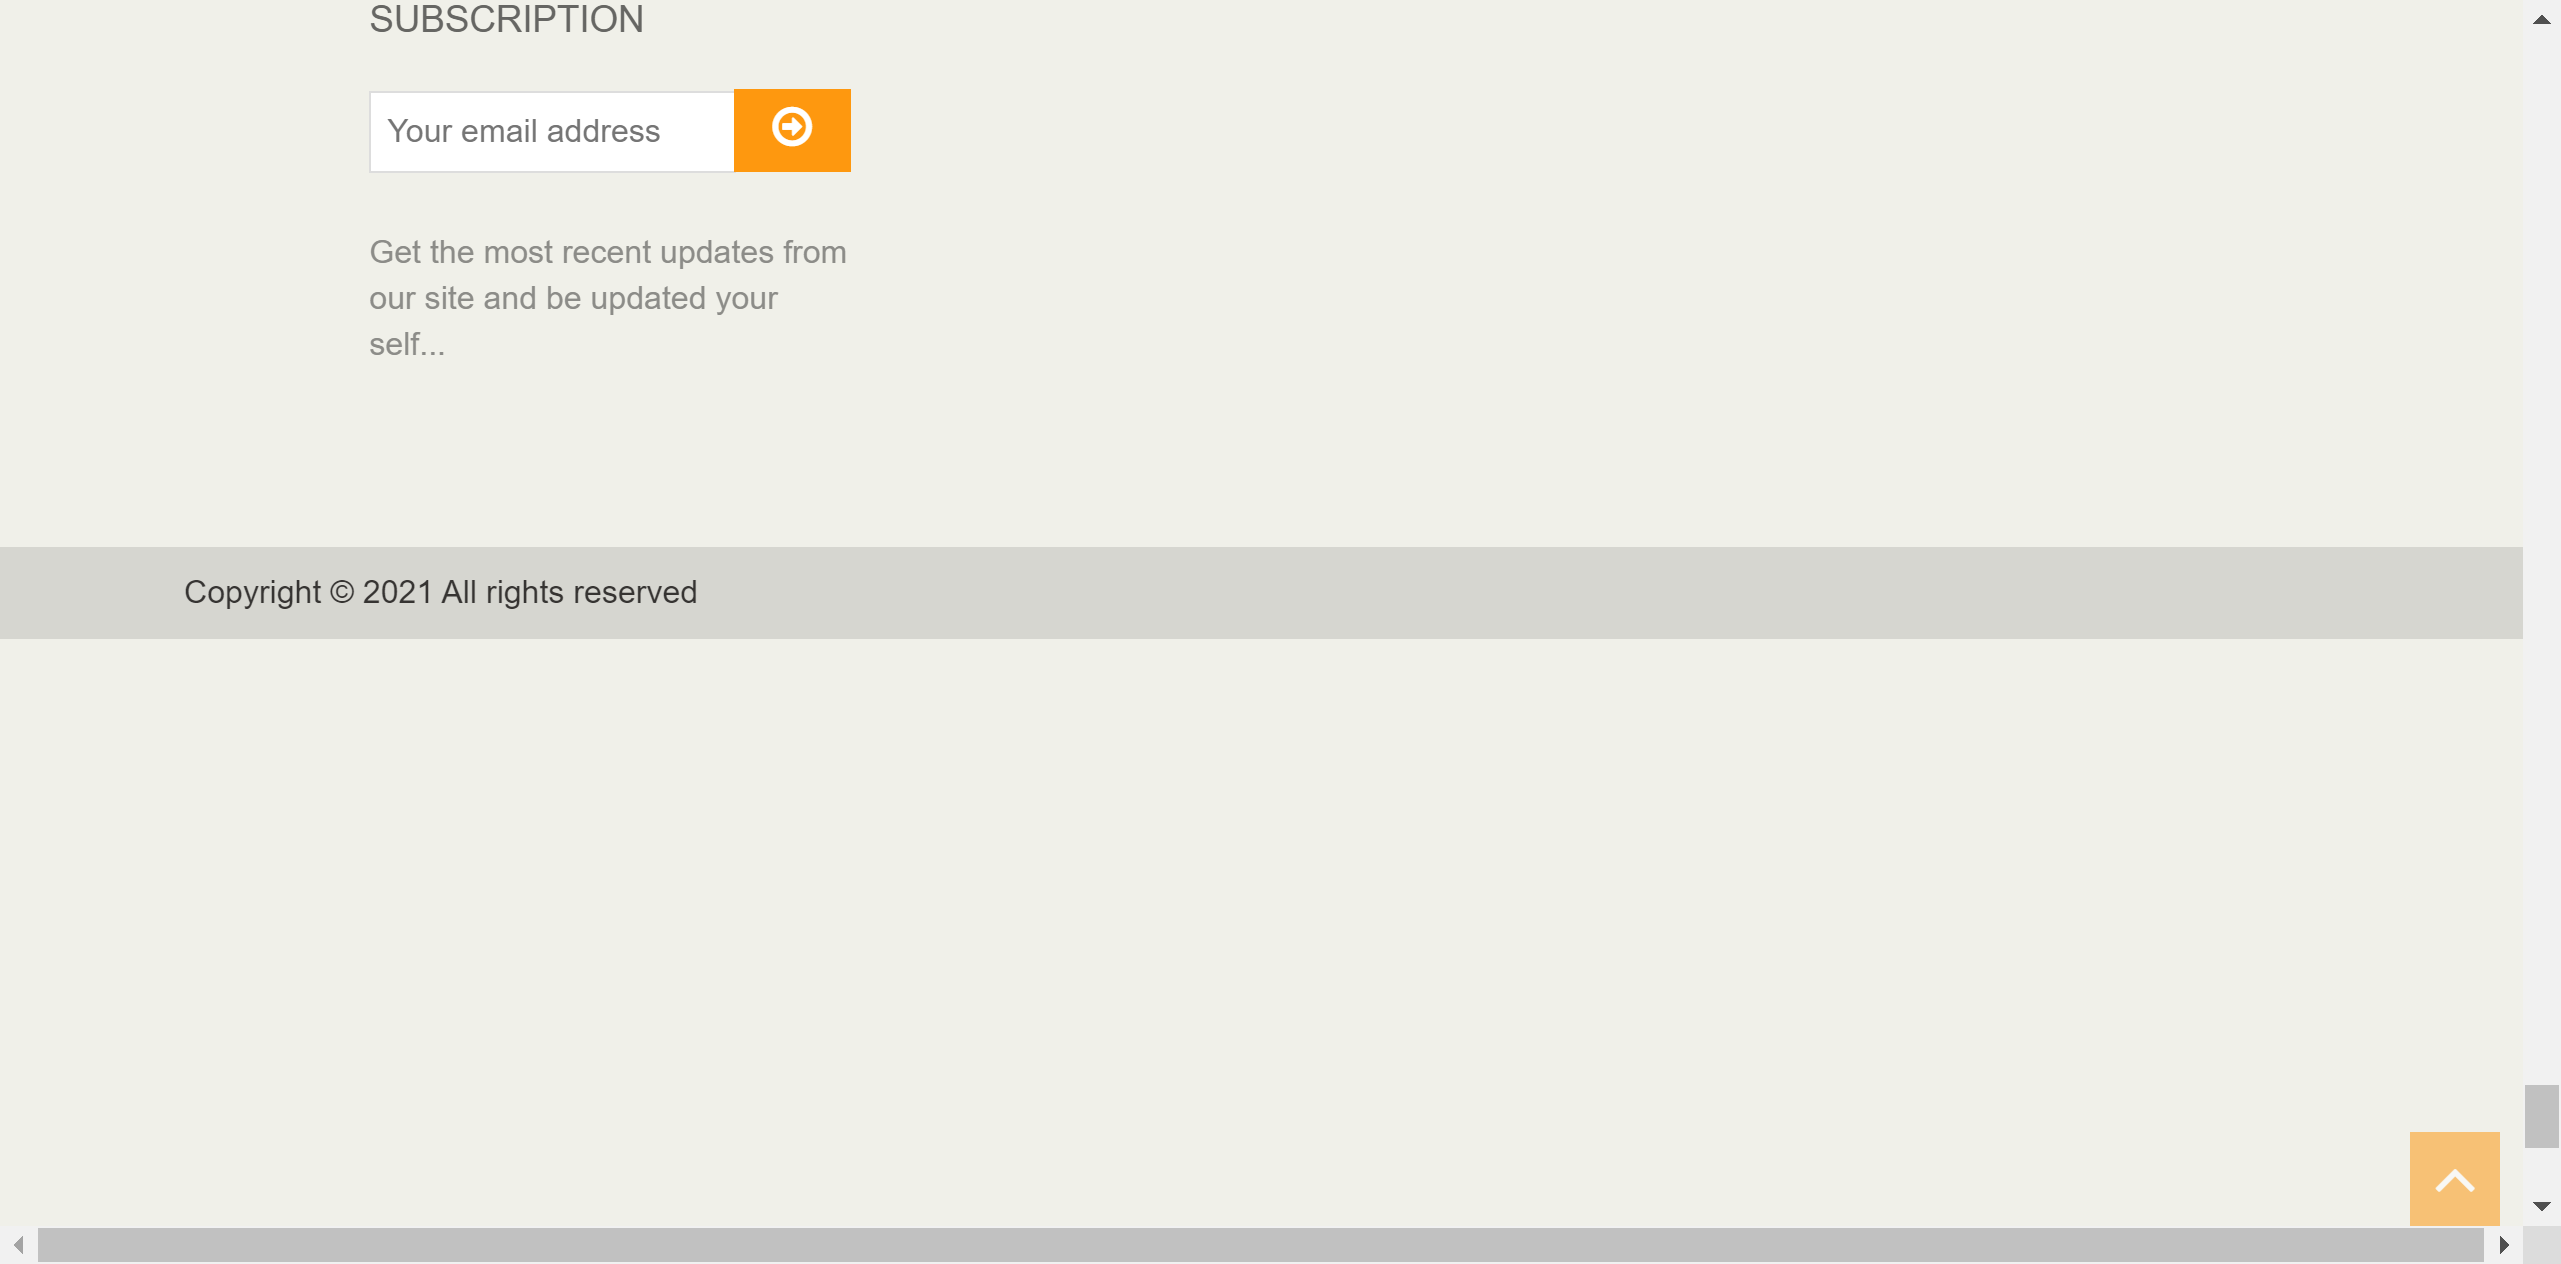 SUBSCRIPTION
Your email address
Get the most recent updates from
our site and be updated your
self...
Copyright © 2021 All rights reserved